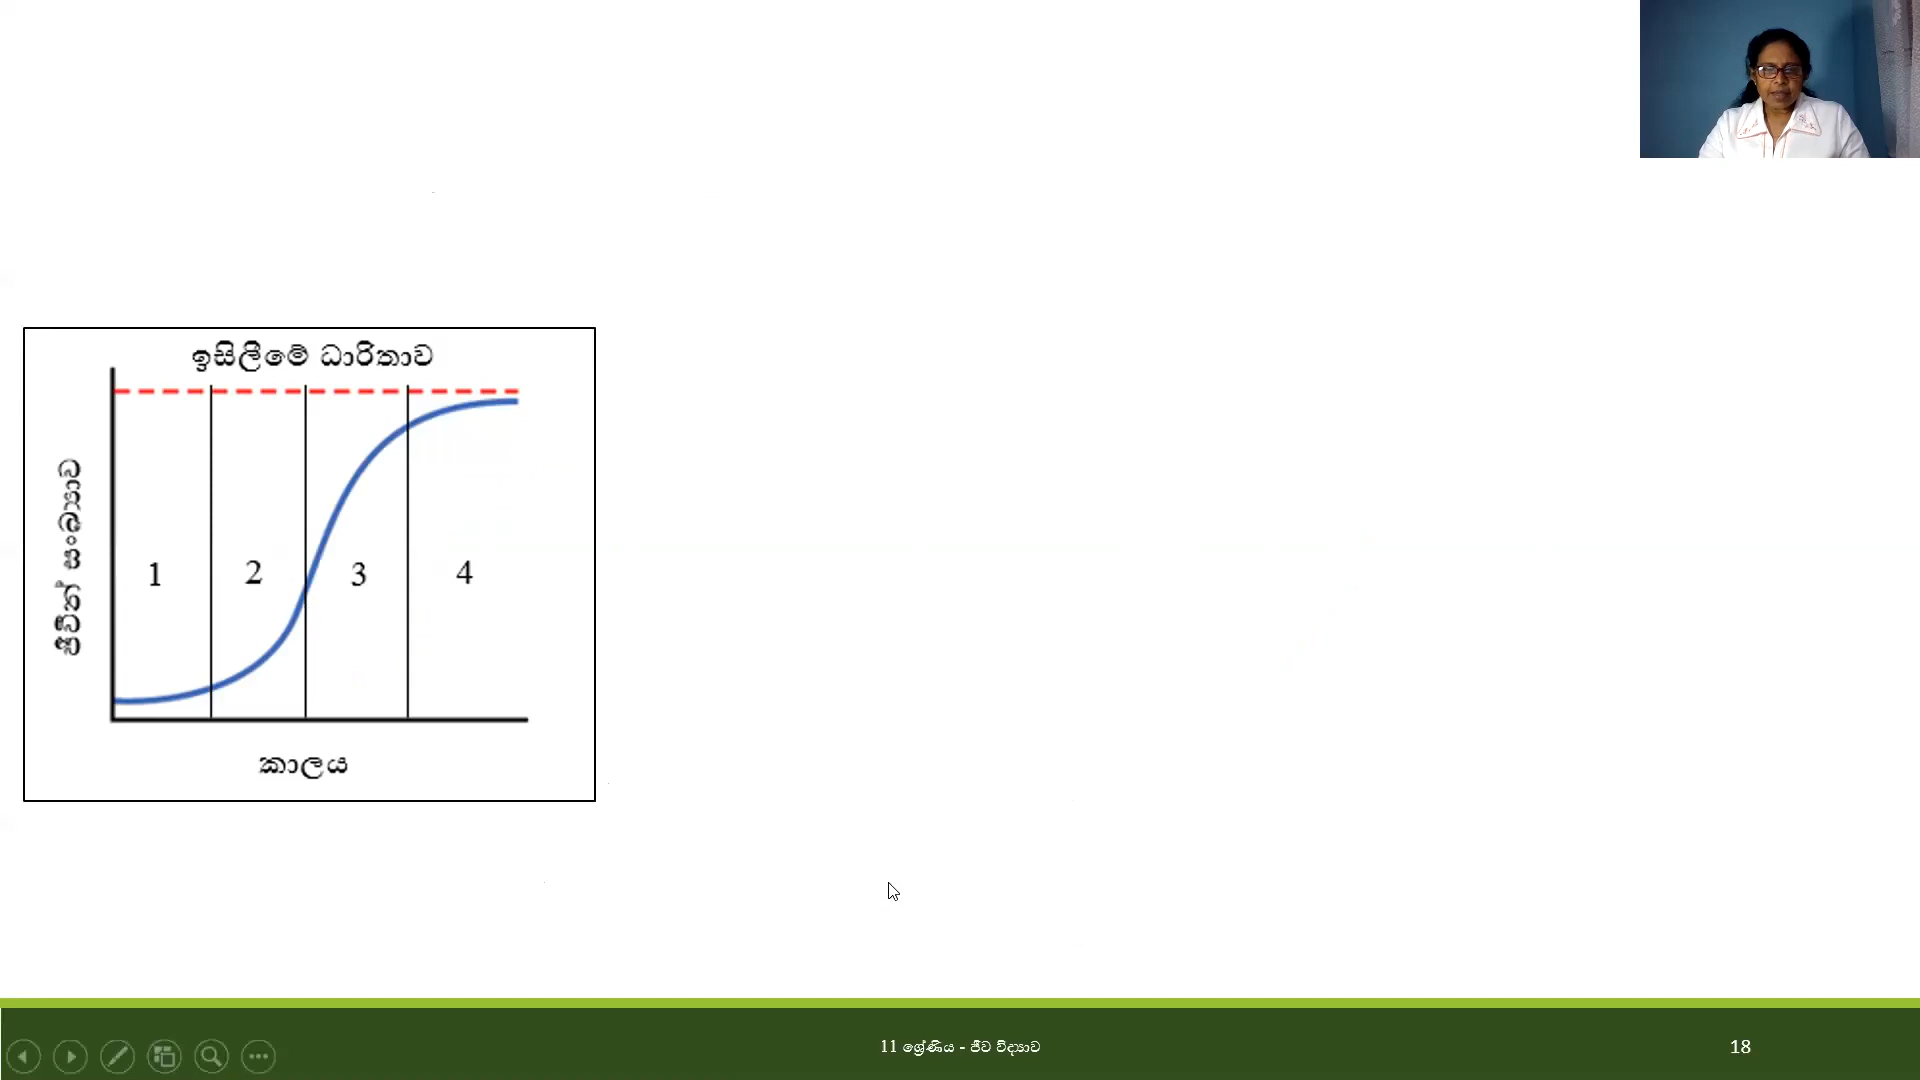 ඉසිලීමේ ධාරිතාව
ජීවීන් සංඛ්‍යාව
1
2
3
4
කාලය
11 ශ්‍රේණිය - ජීව විද්‍යාව
18